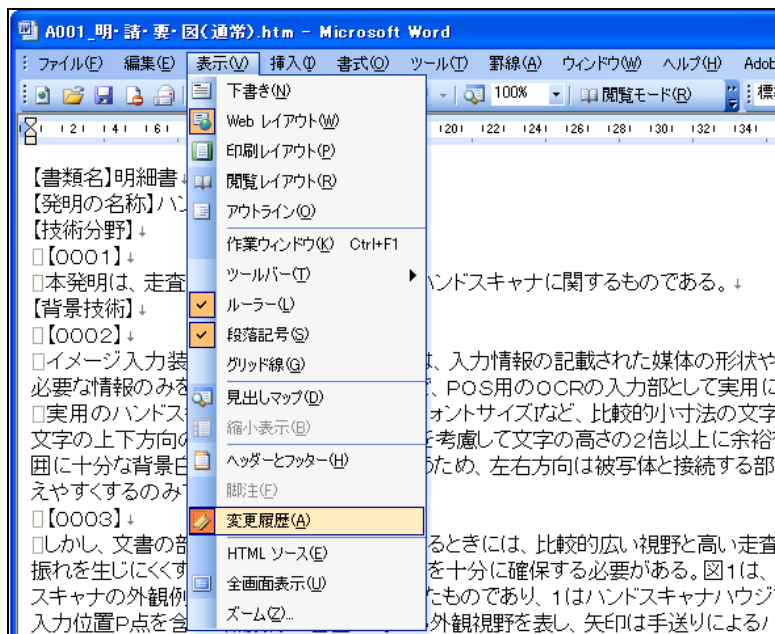 A001_明・請・要・図(通常).htm - Microsoft Word
ファイル(F) 編集(E) 表示(V) 挿入(I) 書式(O) ツール(T) 罫線(A) ウィンドウ(W) ヘルプ(H) Adob
100% 閲覧モード(R) 標
12 14 16 120 122 124 126 128 130 132 134
下書き(N)
Web レイアウト(W)
印刷レイアウト(P)
閲覧レイアウト(R)
アウトライン(O)
作業ウィンドウ(K) Ctrl+F1
ツールバー(T)
ルーラー(L)
段落記号(S)
グリッド線(G)
見出しマップ(D)
縮小表示(B)
ヘッダーとフッター(H)
脚注(F)
変更履歴(A)
HTML ソース(E)
全画面表示(U)
ズーム(Z)...
【書類名】明細書↓
【発明の名称】ハン
【技術分野】↓
□【0001】↓
□本発明は、走査 ハンドスキャナに関するものである。↓
【背景技術】↓
□【0002】↓
□イメージ入力装 は、入力情報の記載された媒体の形状や
必要な情報のみを で、POS用のOCRの入力部として実用に
□実用のハンドス ォントサイズIなど、比較的小寸法の文字
文字の上下方向の を考慮して文字の高さの2倍以上に余裕
囲に十分な背景白 うため、左右方向は被写体と接続する部
えやすくするのみ
□【0003】↓
□しかし、文書の部 るときには、比較的広い視野と高い走査
振れを生じにくくす を十分に確保する必要がある。図1は、
スキャナの外観例 たものであり、1はハンドスキャナハウジ
入力位置P点を含 外観視野を表し、矢印は手送りによる